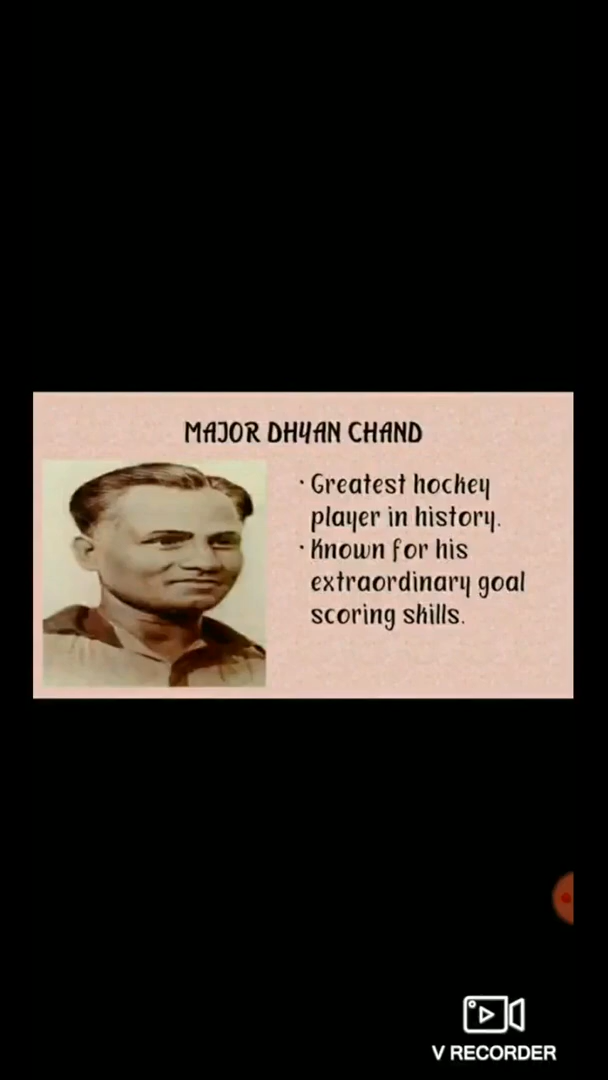 MAJOR DHYAN CHAND
· Greatest hockey
player in history.
· Known for his
extraordinary goal
scoring skills.
V RECORDER